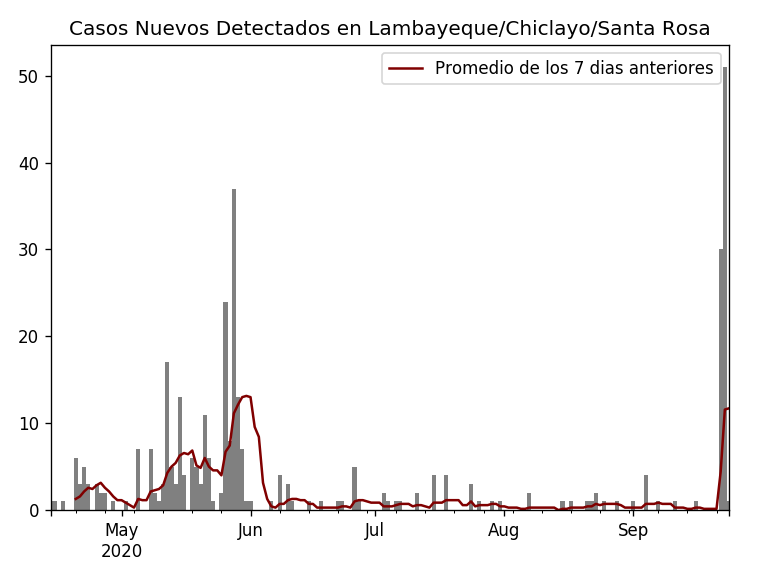 Casos Nuevos Detectados en Lambayeque/Chiclayo/Santa Rosa
Promedio de los 7 dias anteriores
50
40
30
20
10
0
May Jun Jul Aug Sep
2020